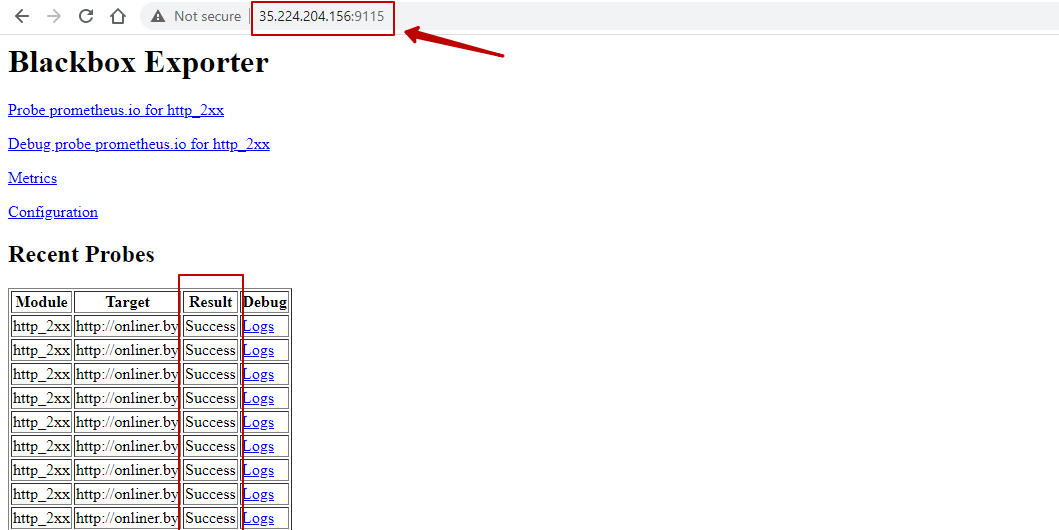 Not secure 35.224.204.156:9115
Blackbox Exporter
Probe prometheus.io for http_2xx
Debug probe prometheus.io for http_2xx
Metrics
Configuration
Recent Probes
Module Target Result Debug
http_2xx http://onliner.by Success Logs
http_2xx http://onliner.by Success Logs
http_2xx http://onliner.by Success Logs
http_2xx http://onliner.by Success Logs
http_2xx http://onliner.by Success Logs
http_2xx http://onliner.by Success Logs
http_2xx http://onliner.by Success Logs
http_2xx http://onliner.by Success Logs
http_2xx http://onliner.by Success Logs